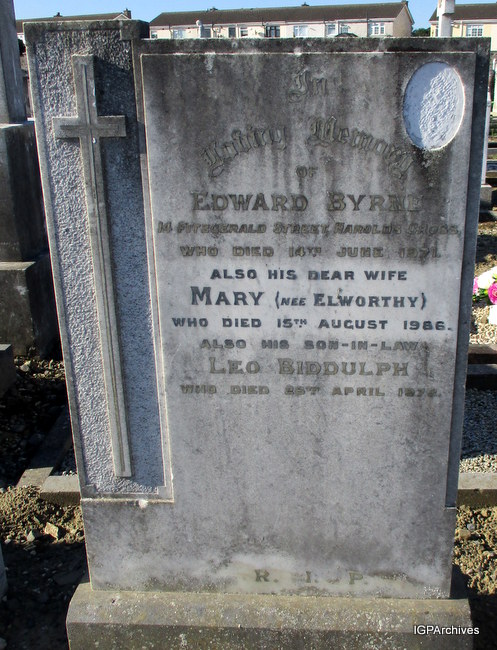 In
Loving Memory
OF
EDWARD BYRNE
14 FITZGERALD STREET, HAROLDS CROSS,
WHO DIED 14TH JUNE 1971.
ALSO HIS DEAR WIFE
MARY (NEE ELWORTHY)
WHO DIED 15TH AUGUST 1986.
ALSO HIS SON-IN-LAW
LEO BIDDULPH
WHO DIED APRIL
R. I. P.
IGPArchives